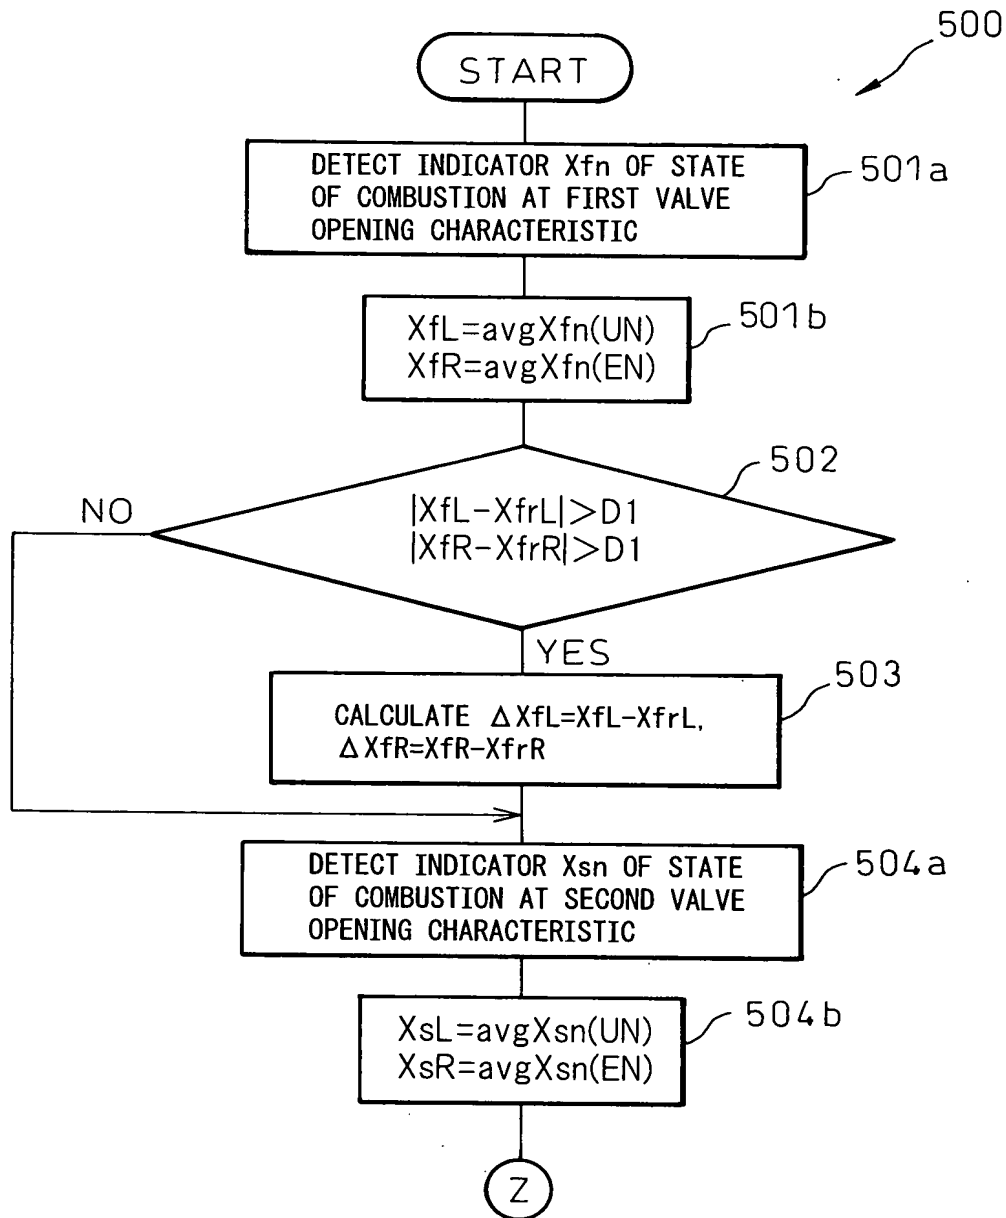 500
START
DETECT INDICATOR Xfn OF STATE
OF COMBUSTION AT FIRST VALVE
OPENING CHARACTERISTIC
501a
XfL=avgXfn(UN)
XfR=avgXfn(EN)
501b
502
NO
|XfL-XfrL|>D1
|XfR-XfrR|>D1
YES
503
CALCULATE ΔXfL=XfL-XfrL,
ΔXfR=XfR-XfrR
DETECT INDICATOR Xsn OF STATE
OF COMBUSTION AT SECOND VALVE
OPENING CHARACTERISTIC
504a
XsL=avgXsn(UN)
XsR=avgXsn(EN)
504b
Z